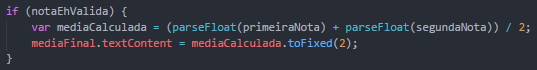 if (notaEhValida) {
    var mediaCalculada = (parseFloat(primeiraNota) + parseFloat(segundaNota)) / 2;
    mediaFinal.textContent = mediaCalculada.toFixed(2);
}